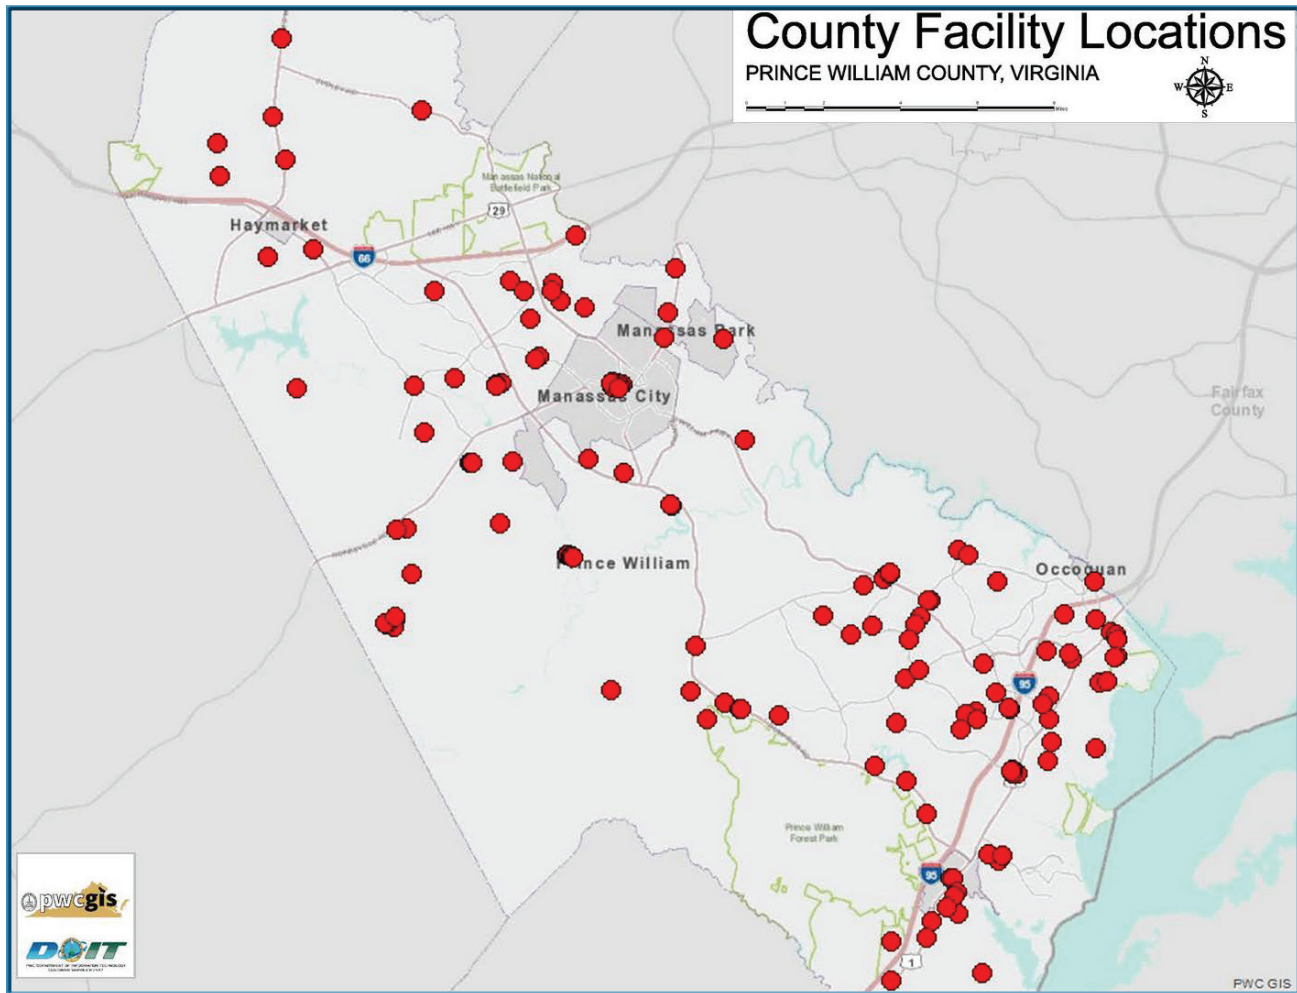 County Facility Locations
PRINCE WILLIAM COUNTY, VIRGINIA
N
W E
S
Manassas National
Battlefield Park
29
Haymarket
66
Manassas Park
Manassas City
Fairfax
County
Prince William
Occoquan
95
Prince William
Forest Park
95
1
pwcgis
DOIT
PWC GIS